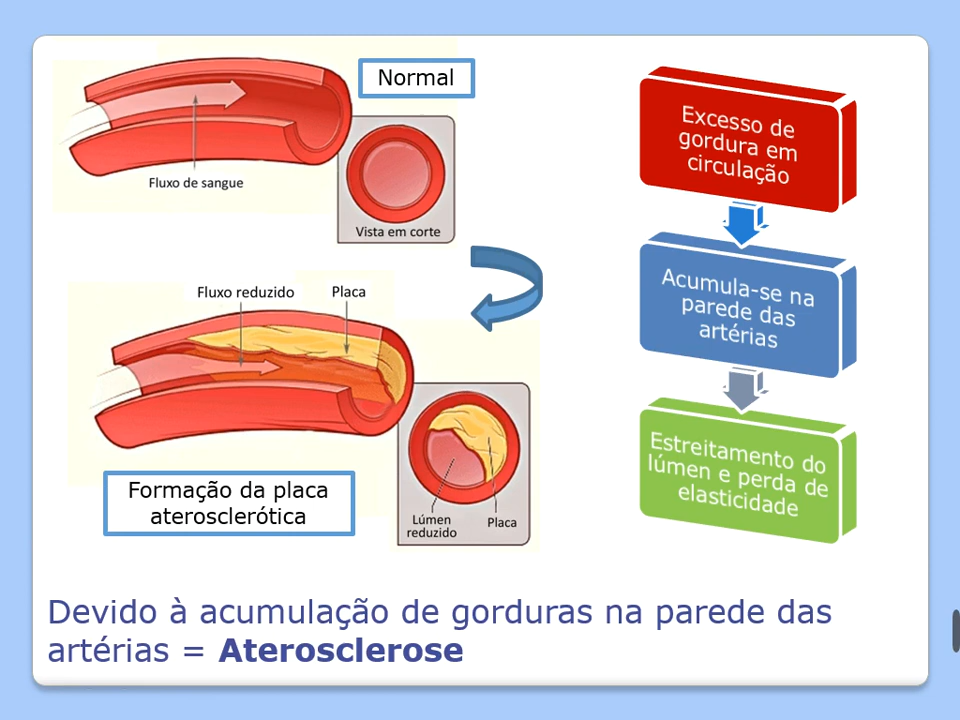 Normal
Fluxo de sangue
Vista em corte
Fluxo reduzido
Placa
Lúmen
reduzido
Placa
Formação da placa
aterosclerótica
Excesso de
gordura em
circulação
Acumula-se na
parede das
artérias
Estreitamento do
lúmen e perda de
elasticidade
Devido à acumulação de gorduras na parede das
artérias = Aterosclerose